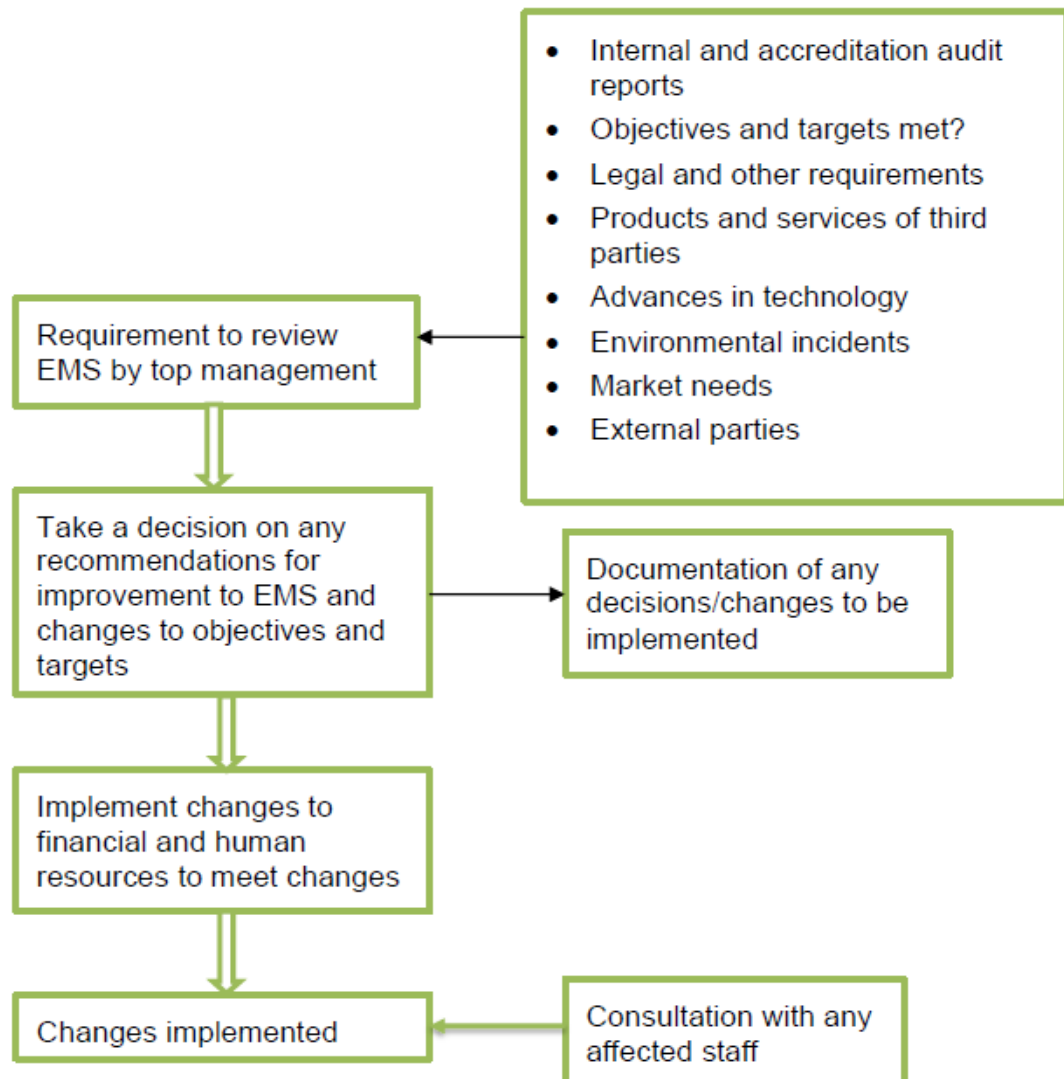 • Internal and accreditation audit
reports
• Objectives and targets met?
• Legal and other requirements
• Products and services of third
parties
• Advances in technology
• Environmental incidents
• Market needs
• External parties
Requirement to review
EMS by top management
Take a decision on any
recommendations for
improvement to EMS and
changes to objectives and
targets
Documentation of any
decisions/changes to be
implemented
Implement changes to
financial and human
resources to meet changes
Changes implemented
Consultation with any
affected staff